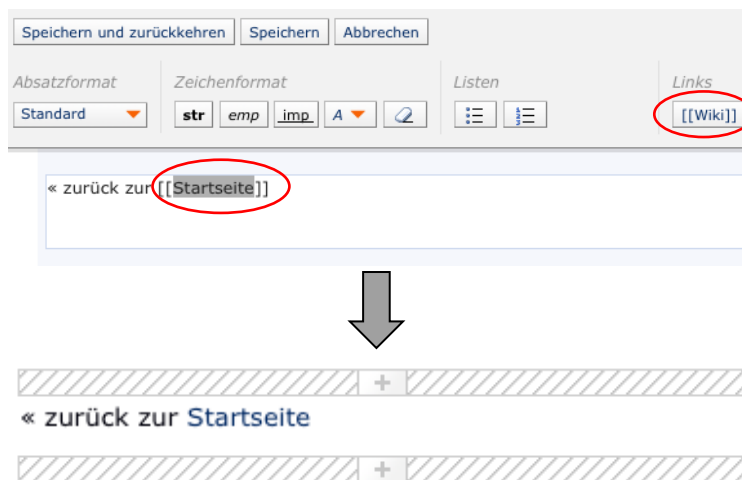 Speichern und zurückkehren Speichern Abbrechen
Absatzformat Zeichenformat Listen Links
Standard str emp imp A [[Wiki]]
« zurück zur [[Startseite]]
+
« zurück zur Startseite
+